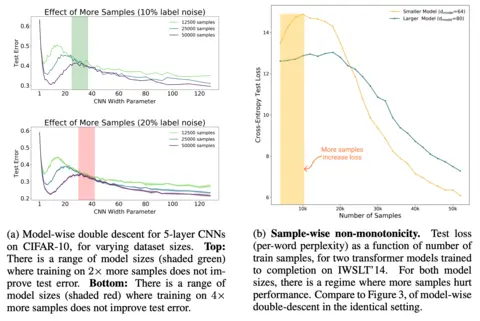 Effect of More Samples (10% label noise)
0.6
0.5
0.4
0.3
Test Error
12500 samples
25000 samples
50000 samples
1 20 40 60 80 100 120
CNN Width Parameter
Effect of More Samples (20% label noise)
0.6
0.5
0.4
0.3
0.2
Test Error
12500 samples
25000 samples
50000 samples
1 20 40 60 80 100 120
CNN Width Parameter
(a) Model-wise double descent for 5-layer CNNs
on CIFAR-10, for varying dataset sizes. Top:
There is a range of model sizes (shaded green)
where training on 2× more samples does not im-
prove test error. Bottom: There is a range of
model sizes (shaded red) where training on 4×
more samples does not improve test error.
Smaller Model (dmodel=64)
Larger Model (dmodel=80)
14
12
10
8
6
Cross-Entropy Test Loss
More samples
increase loss
10k 20k 30k 40k 50k
Number of Samples
(b) Sample-wise non-monotonicity. Test loss
(per-word perplexity) as a function of number of
train samples, for two transformer models trained
to completion on IWSLT'14. For both model
sizes, there is a regime where more samples hurt
performance. Compare to Figure 3, of model-wise
double-descent in the identical setting.